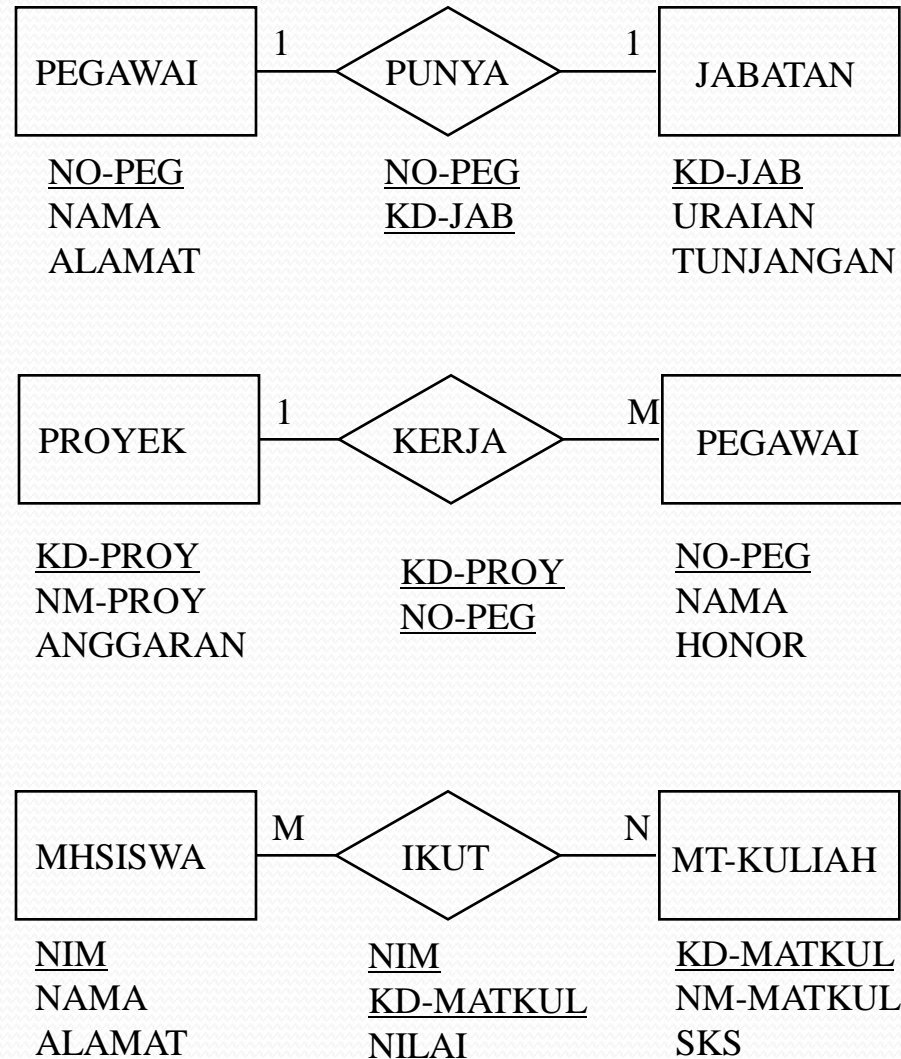 PEGAWAI 1 PUNYA 1 JABATAN
NO-PEG NO-PEG KD-JAB
NAMA KD-JAB URAIAN
ALAMAT TUNJANGAN
PROYEK 1 KERJA M PEGAWAI
KD-PROY KD-PROY NO-PEG
NM-PROY NO-PEG NAMA
ANGGARAN HONOR
MHSISWA M IKUT N MT-KULIAH
NIM NIM KD-MATKUL
NAMA KD-MATKUL NM-MATKUL
ALAMAT NILAI SKS